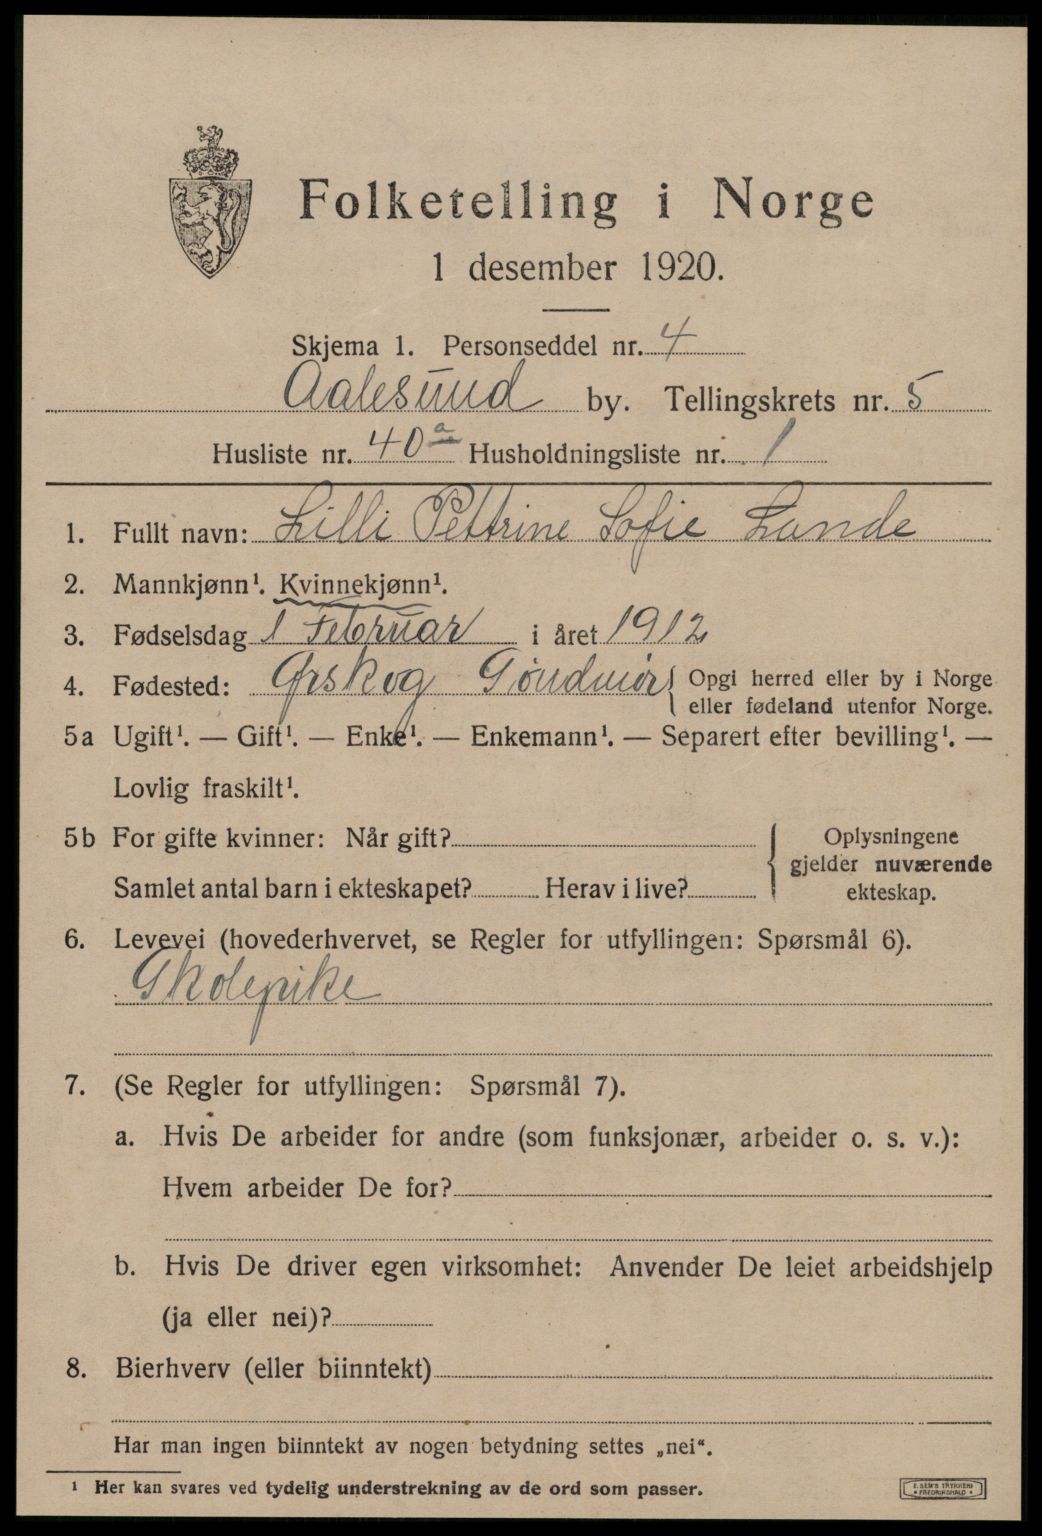 Folketelling i Norge
1 desember 1920.
Skjema 1. Personseddel nr. 4
Aalesund by. Tellingskrets nr. 5
Husliste nr. 40a Husholdningsliste nr. 1
1. Fullt navn: Lilli Pettrine Sofie Lande
2. Mannkjønn¹. Kvinnekjønn¹.
3. Fødselsdag 1 Februar i året 1912
4. Fødested: Ørskog Søndmør { Opgi herred eller by i Norge
eller fødeland utenfor Norge.
5a Ugift¹. — Gift¹. — Enke¹. — Enkemann¹. — Separert efter bevilling¹. —
Lovlig fraskilt¹.
5b For gifte kvinner: Når gift?
Samlet antal barn i ekteskapet? Herav i live?
Oplysningene
gjelder nuværende
ekteskap.
6. Levevei (hovederhvervet, se Regler for utfyllingen: Spørsmål 6).
Skolepike
7. (Se Regler for utfyllingen: Spørsmål 7).
a. Hvis De arbeider for andre (som funksjonær, arbeider o. s. v.):
Hvem arbeider De for?
b. Hvis De driver egen virksomhet: Anvender De leiet arbeidshjelp
(ja eller nei)?
8. Bierhverv (eller biinntekt)
Har man ingen biinntekt av nogen betydning settes „nei“.
¹ Her kan svares ved tydelig understrekning av de ord som passer.
E. SEM'S TRYKKERI
• FREDRIKSHALD •